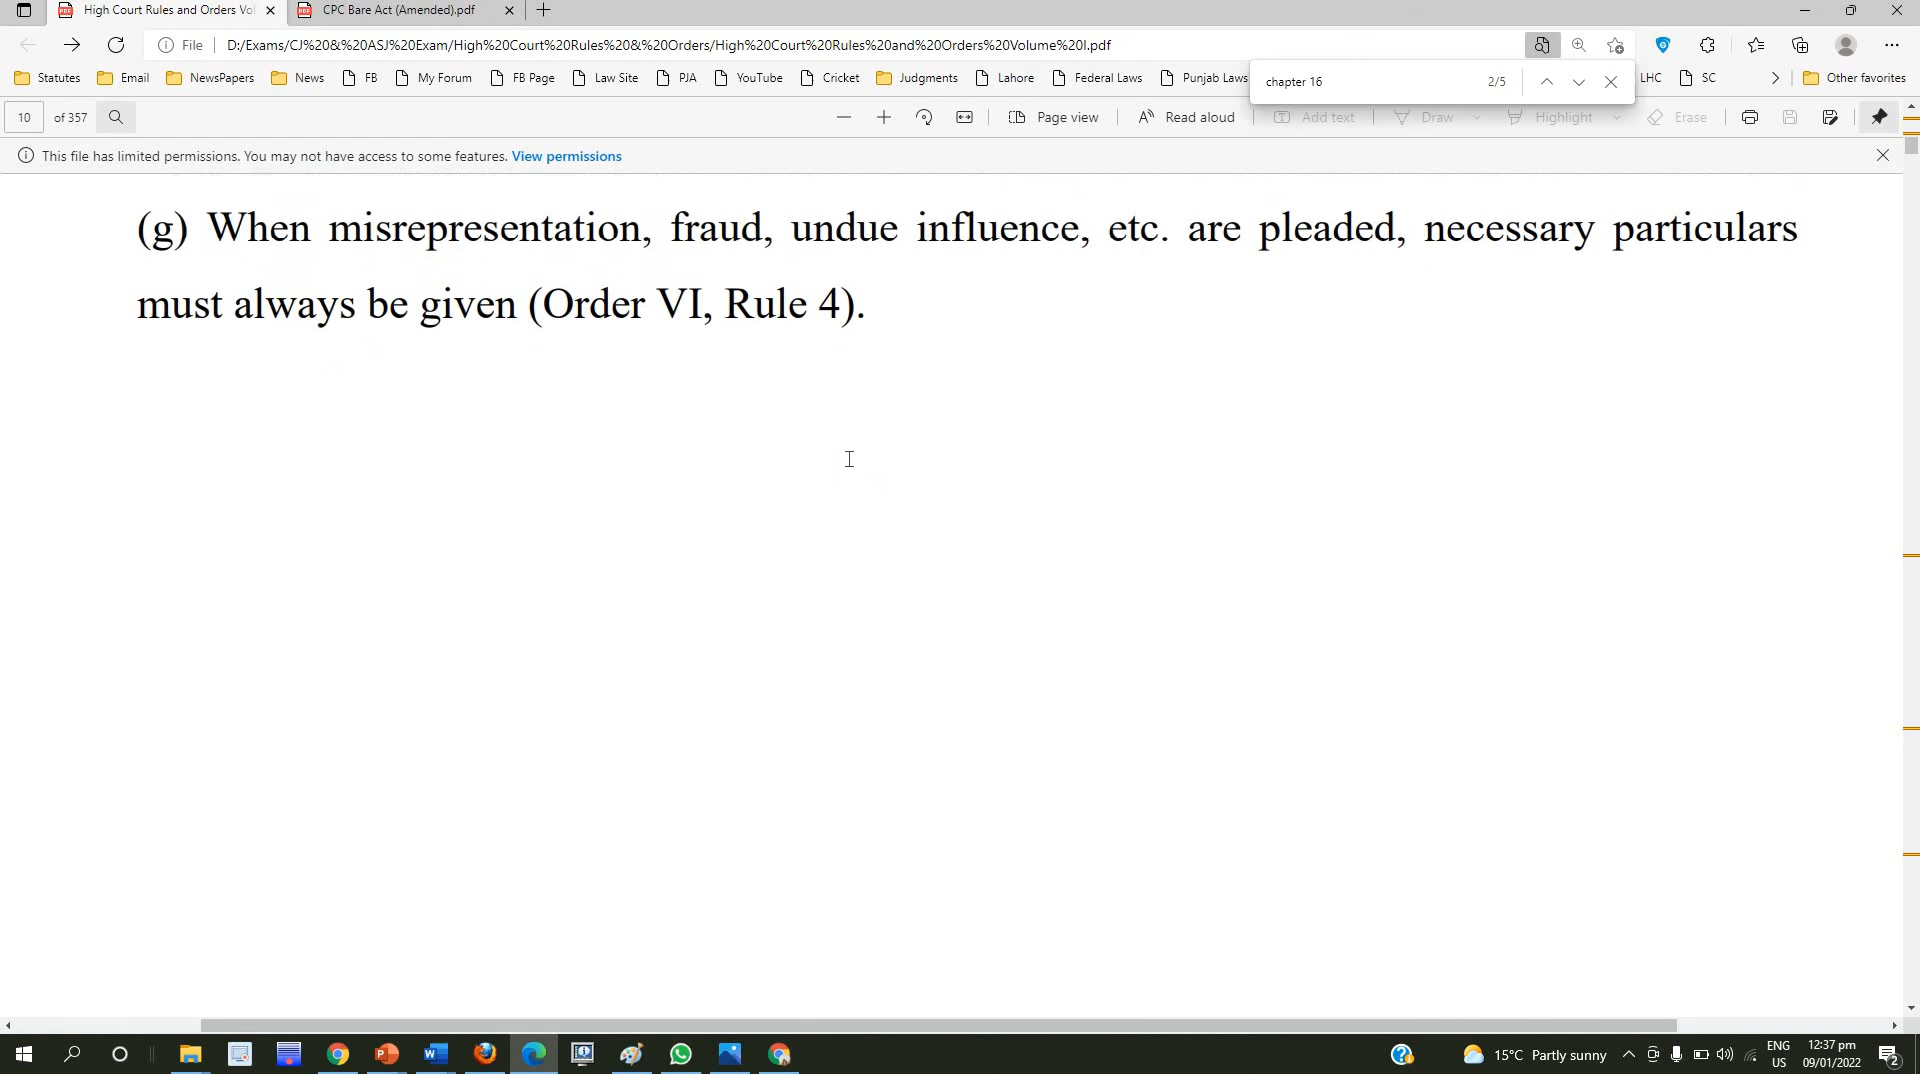 High Court Rules and Orders Vo
CPC Bare Act (Amended).pdf
File
D:/Exams/CJ%20&%20ASJ%20Exam/High%20Court%20Rules%20&%20Orders/High%20Court%20Rules%20and%20Orders%20Volume%20I.pdf
Statutes Email NewsPapers News FB My Forum FB Page Law Site PJA YouTube Cricket Judgments Lahore Federal Laws Punjab Laws LHC SC Other favorites
chapter 16 2/5
10 of 357 Page view Read aloud Add text Draw Highlight Erase
This file has limited permissions. You may not have access to some features. View permissions
(g) When misrepresentation, fraud, undue influence, etc. are pleaded, necessary particulars
must always be given (Order VI, Rule 4).
15°C Partly sunny
ENG
US
12:37 pm
09/01/2022
2